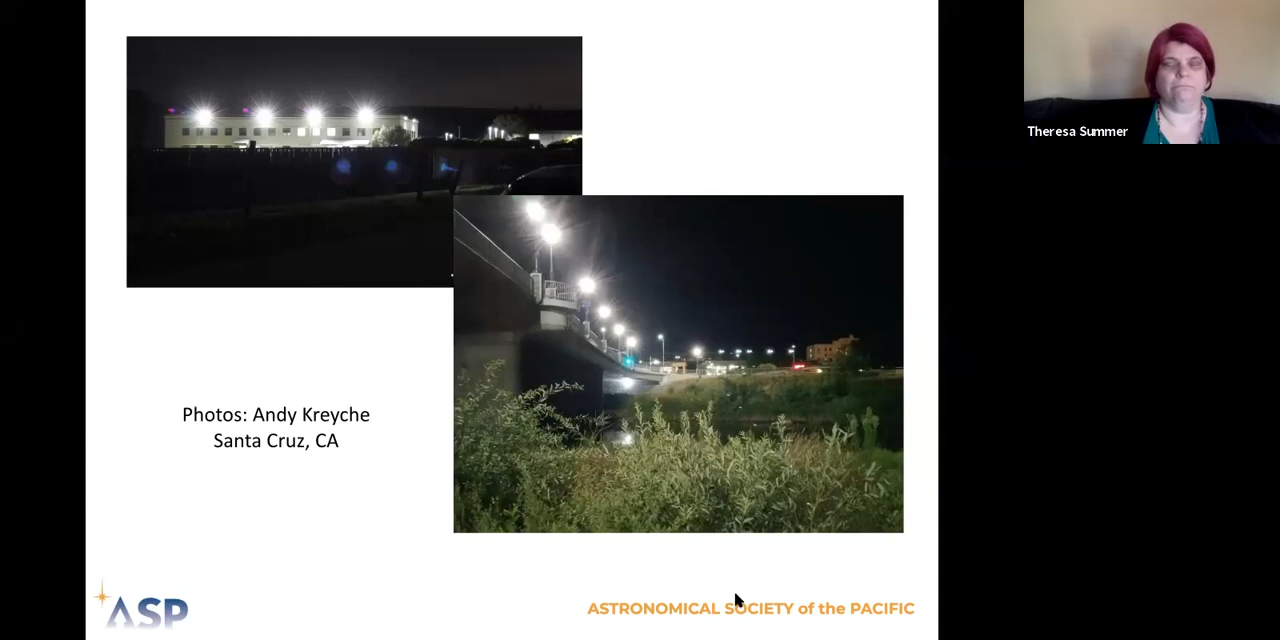 Theresa Summer
Photos: Andy Kreyche
Santa Cruz, CA
ASP
ASTRONOMICAL SOCIETY of the PACIFIC